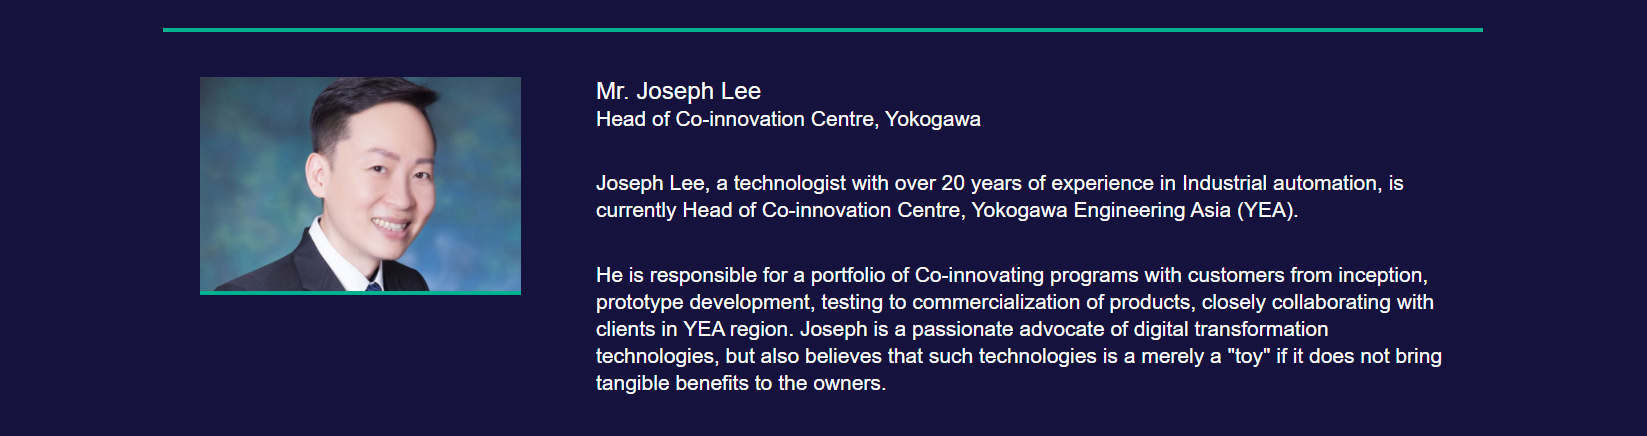 Mr. Joseph Lee
Head of Co-innovation Centre, Yokogawa
Joseph Lee, a technologist with over 20 years of experience in Industrial automation, is
currently Head of Co-innovation Centre, Yokogawa Engineering Asia (YEA).
He is responsible for a portfolio of Co-innovating programs with customers from inception,
prototype development, testing to commercialization of products, closely collaborating with
clients in YEA region. Joseph is a passionate advocate of digital transformation
technologies, but also believes that such technologies is a merely a "toy" if it does not bring
tangible benefits to the owners.